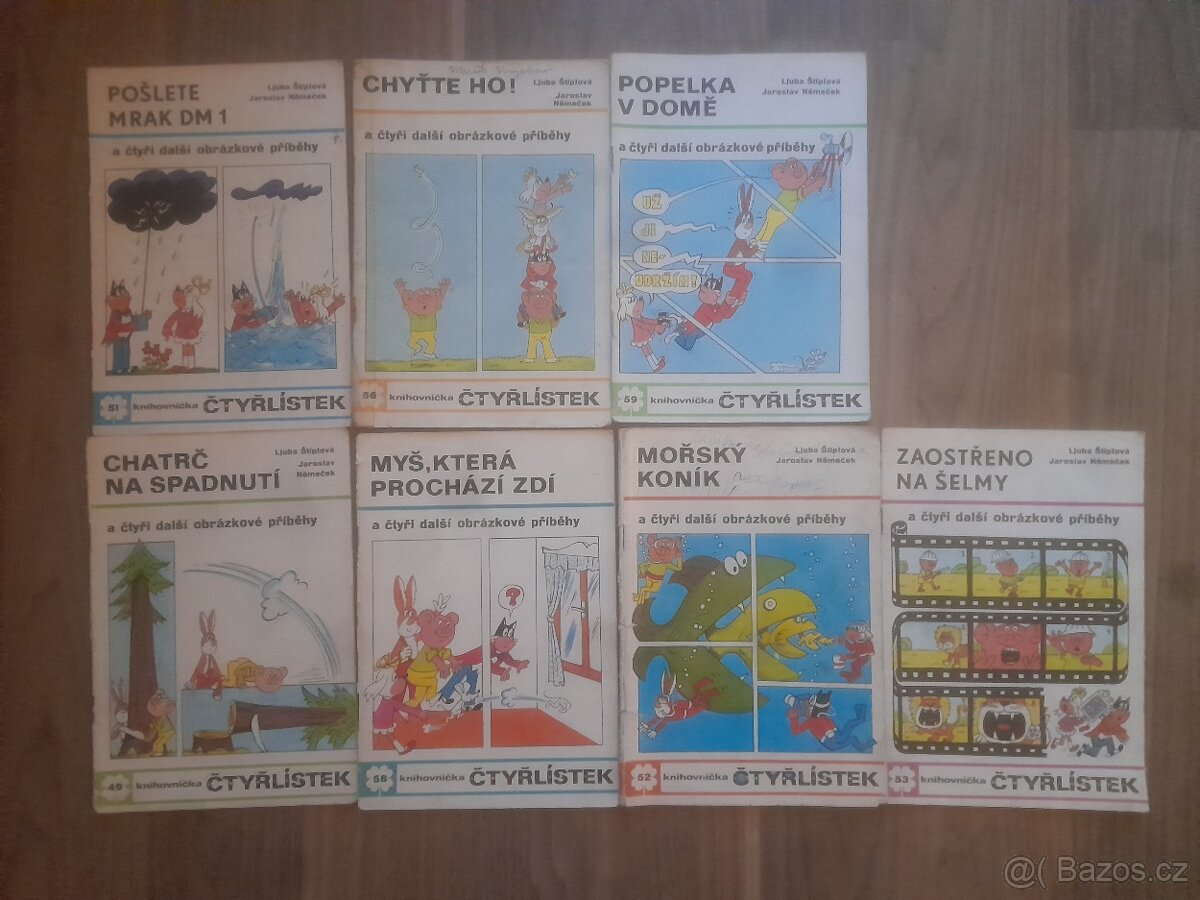 POŠLETE
MRAK DM 1
Ljuba Štíplová
Jaroslav Němeček
a čtyři další obrázkové příběhy
51 knihovnička ČTYŘLÍSTEK
CHYŤTE HO!
Ljuba Štíplová
Jaroslav
Němeček
a čtyři další obrázkové příběhy
56 knihovnička ČTYŘLÍSTEK
POPELKA
V DOMĚ
Ljuba Štíplová
Jaroslav Němeček
a čtyři další obrázkové příběhy
UŽ
JI
NE-
ODRŽÍM!
59 knihovnička ČTYŘLÍSTEK
CHATRČ
NA SPADNUTÍ
Ljuba Štíplová
Jaroslav
Němeček
a čtyři další obrázkové příběhy
49 knihovnička ČTYŘLÍSTEK
MYŠ, KTERÁ
PROCHÁZÍ ZDÍ
a čtyři další obrázkové příběhy
?
58 knihovnička ČTYŘLÍSTEK
MOŘSKÝ
KONÍK
Ljuba Štíplová
Jaroslav Němeček
a čtyři další obrázkové příběhy
52 knihovnička ČTYŘLÍSTEK
ZAOSTŘENO
NA ŠELMY
Ljuba Štíplová
Jaroslav Němeček
a čtyři další obrázkové příběhy
53 knihovnička ČTYŘLÍSTEK
@( Bazos.cz